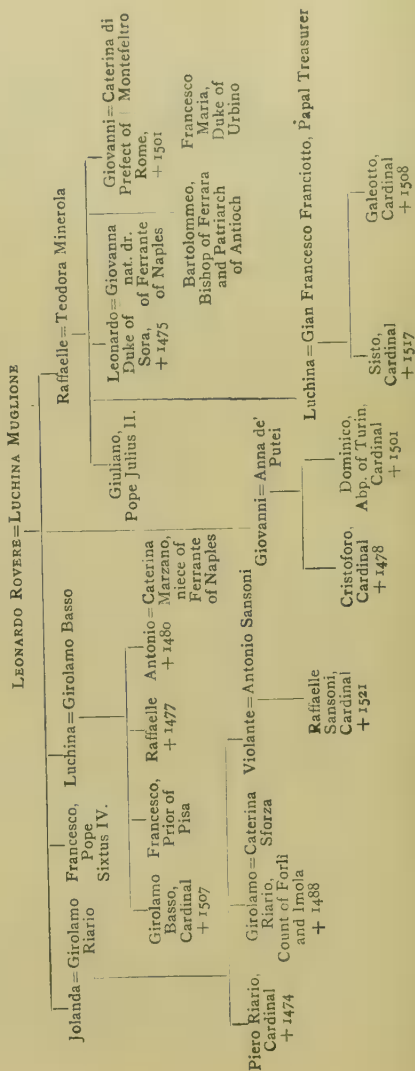 LEONARDO ROVERE=LUCHINA MUGLIONE
Jolanda=Girolamo
Riario
Francesco,
Pope
Sixtus IV.
Luchina=Girolamo Basso
Raffaelle=Teodora Minerola
Girolamo
Basso,
Cardinal
+1507
Francesco,
Prior of
Pisa
Raffaelle
+1477
Antonio=Caterina
+1480 Marzano,
niece of
Ferrante
of Naples
Giuliano,
Pope Julius II.
Leonardo=Giovanna
Duke of nat. dr.
Sora, of Ferrante
+1475 of Naples
Giovanni=Caterina di
Prefect of Montefeltro
Rome,
+1501
Bartolommeo,
Bishop of Ferrara
and Patriarch
of Antioch
Francesco
Maria,
Duke of
Urbino
Piero Riario,
Cardinal
+1474
Girolamo=Caterina
Riario, Sforza
Count of Forlì
and Imola
+1488
Violante=Antonio Sansoni
Giovanni=Anna de'
Putei
Luchina=Gian Francesco Franciotto, Papal Treasurer
Raffaelle
Sansoni,
Cardinal
+1521
Cristoforo,
Cardinal
+1478
Dominico,
Abp. of Turin,
Cardinal
+1501
Sisto,
Cardinal
+1517
Galeotto,
Cardinal
+1508